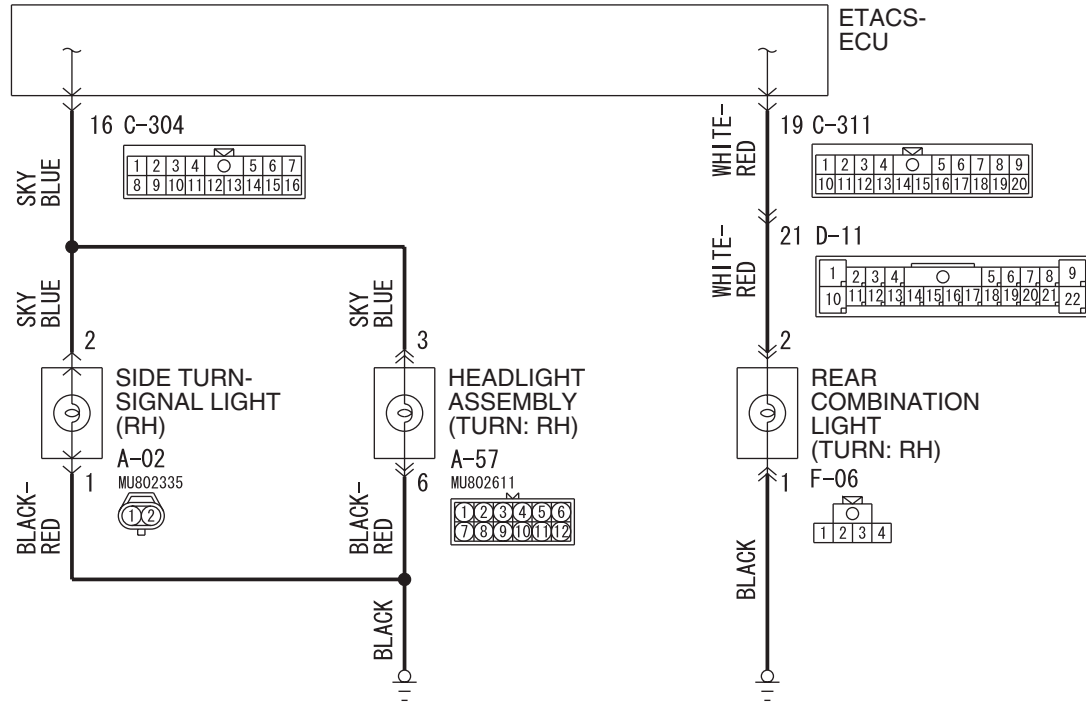 ETACS-
ECU
16 C-304
1 2 3 4 5 6 7
8 9 10 11 12 13 14 15 16
SKY
BLUE
WHITE-
RED
19 C-311
1 2 3 4 5 6 7 8 9
10 11 12 13 14 15 16 17 18 19 20
SKY
BLUE
SKY
BLUE
WHITE-
RED
21 D-11
1 2 3 4 5 6 7 8 9
10 11 12 13 14 15 16 17 18 19 20 21 22
2
SIDE TURN-
SIGNAL LIGHT
(RH)
A-02
MU802335
1
1 2
3
HEADLIGHT
ASSEMBLY
(TURN: RH)
A-57
MU802611
6
1 2 3 4 5 6
7 8 9 10 11 12
2
REAR
COMBINATION
LIGHT
(TURN: RH)
F-06
1
1 2 3 4
BLACK-
RED
BLACK-
RED
BLACK
BLACK